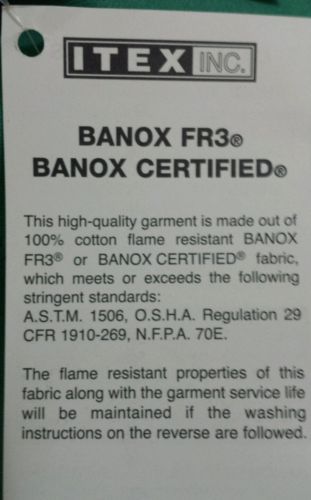 ITEX INC.
BANOX FR3®
BANOX CERTIFIED®
This high-quality garment is made out of
100% cotton flame resistant BANOX
FR3® or BANOX CERTIFIED® fabric,
which meets or exceeds the following
stringent standards:
A.S.T.M. 1506, O.S.H.A. Regulation 29
CFR 1910-269, N.F.P.A. 70E.
The flame resistant properties of this
fabric along with the garment service life
will be maintained if the washing
instructions on the reverse are followed.